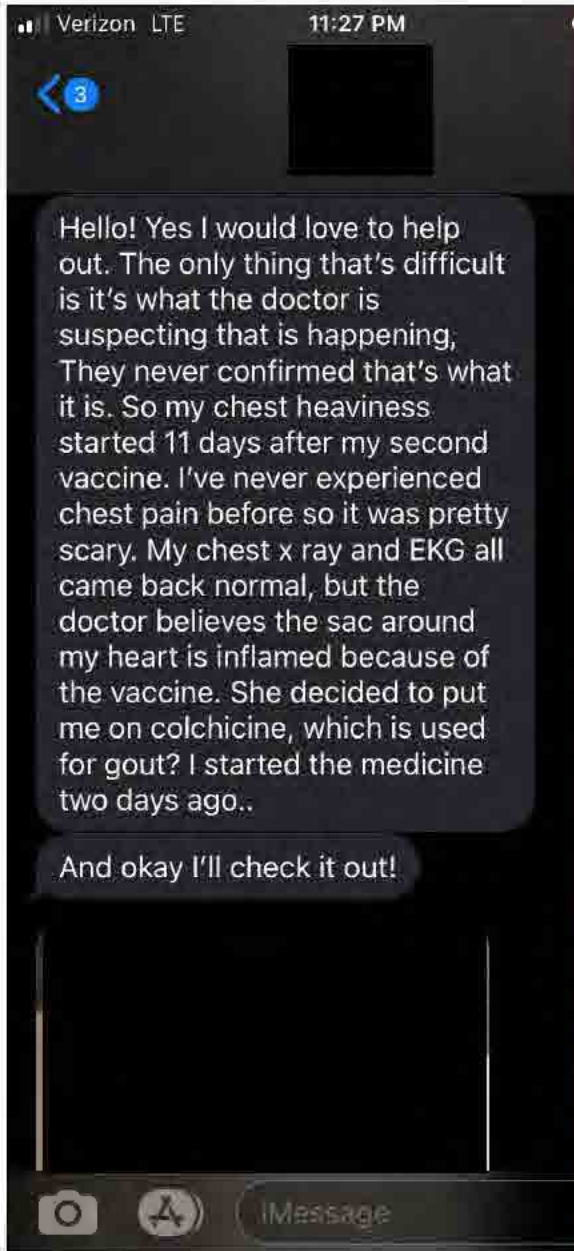 Verizon LTE 11:27 PM
3
Hello! Yes I would love to help
out. The only thing that's difficult
is it's what the doctor is
suspecting that is happening,
They never confirmed that's what
it is. So my chest heaviness
started 11 days after my second
vaccine. I've never experienced
chest pain before so it was pretty
scary. My chest x ray and EKG all
came back normal, but the
doctor believes the sac around
my heart is inflamed because of
the vaccine. She decided to put
me on colchicine, which is used
for gout? I started the medicine
two days ago..
And okay I'll check it out!
iMessage